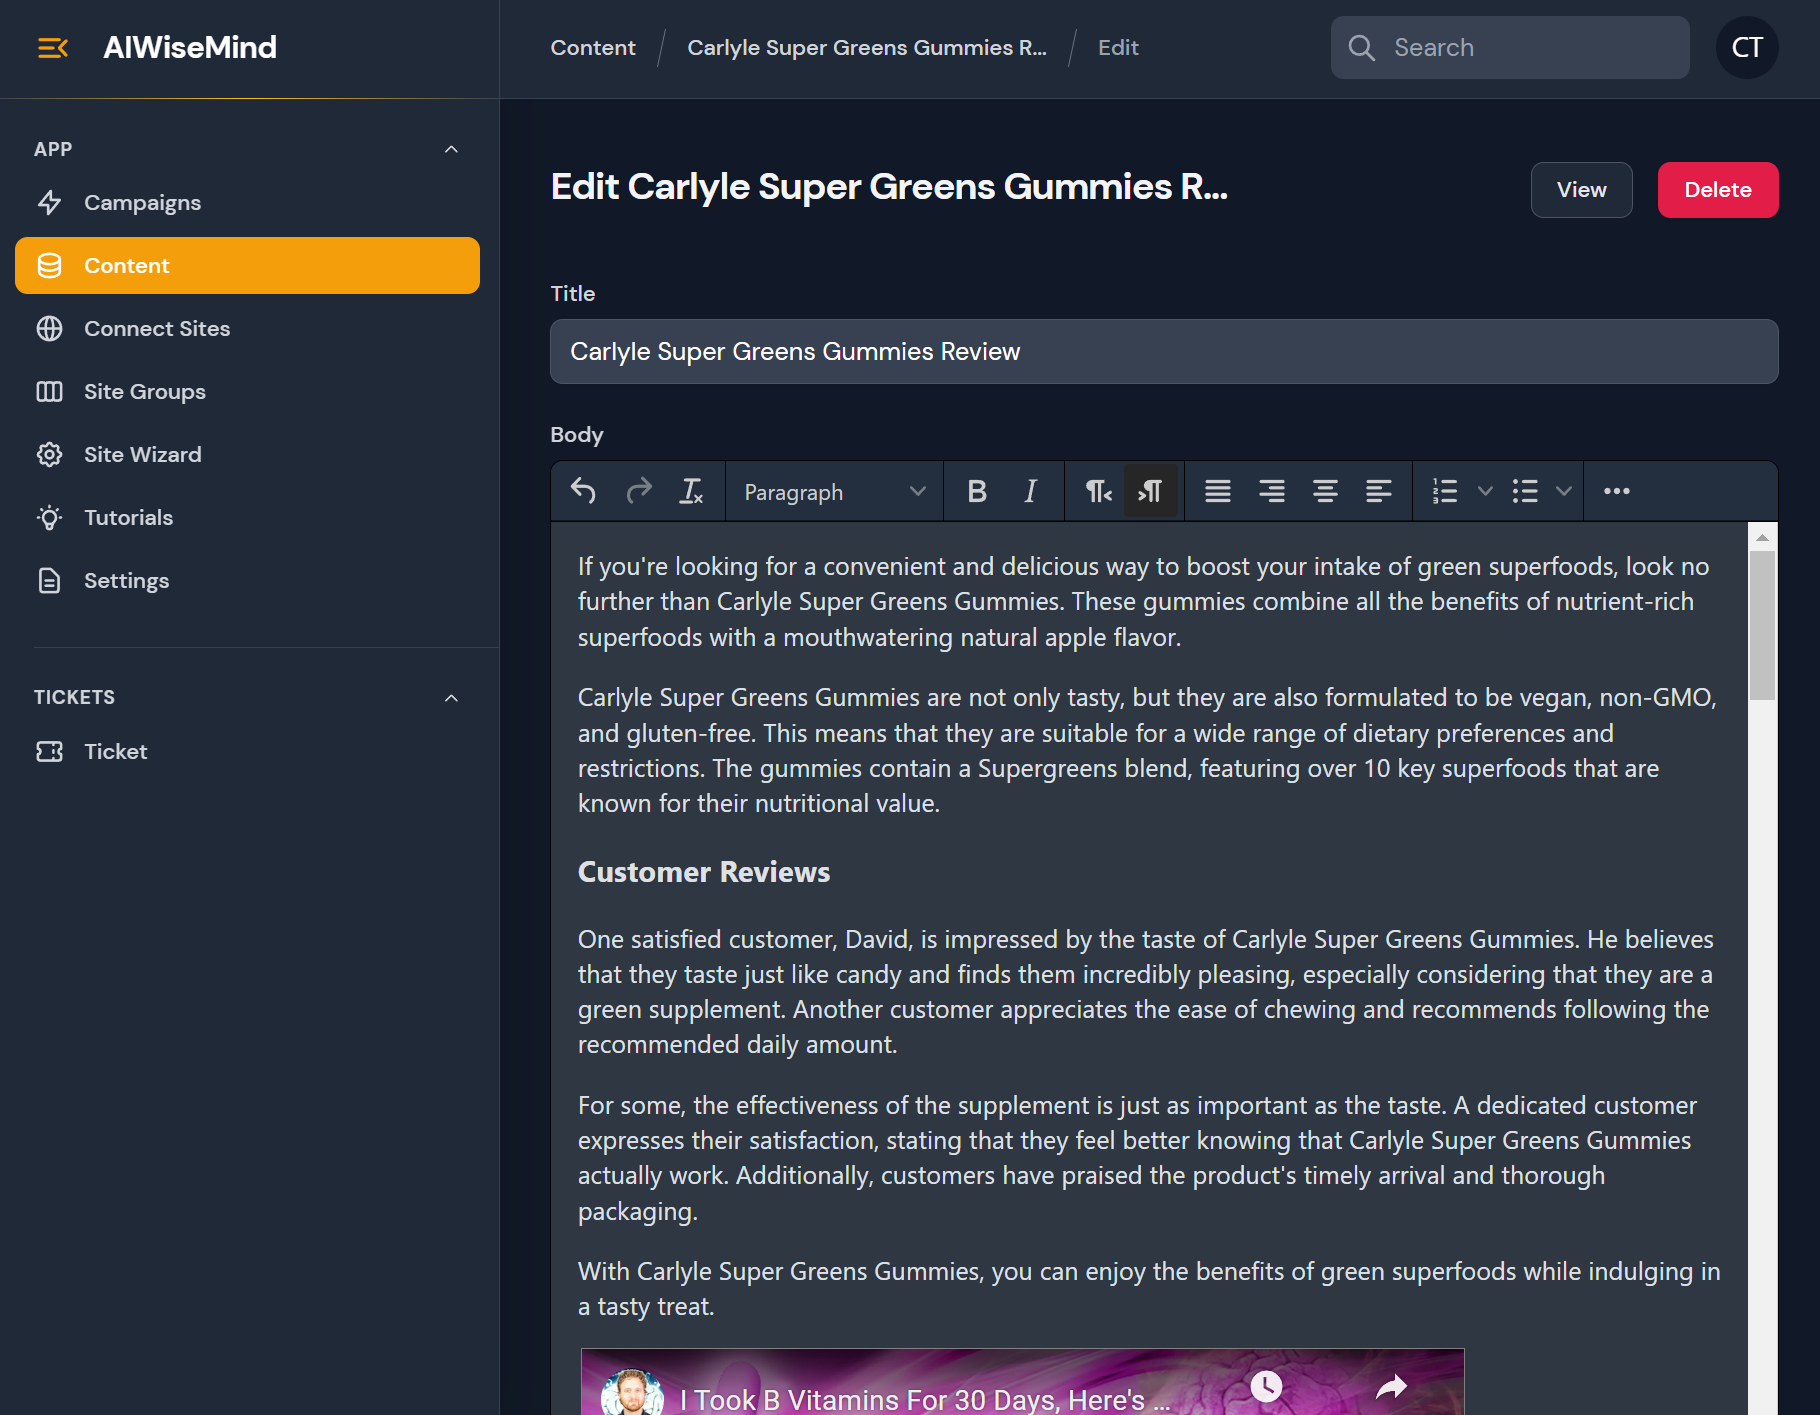 AIWiseMind
Content / Carlyle Super Greens Gummies R... / Edit
Search
CT
APP
Campaigns
Content
Connect Sites
Site Groups
Site Wizard
Tutorials
Settings
TICKETS
Ticket
Edit Carlyle Super Greens Gummies R...
View
Delete
Title
Carlyle Super Greens Gummies Review
Body
Paragraph
If you're looking for a convenient and delicious way to boost your intake of green superfoods, look no
further than Carlyle Super Greens Gummies. These gummies combine all the benefits of nutrient-rich
superfoods with a mouthwatering natural apple flavor.
Carlyle Super Greens Gummies are not only tasty, but they are also formulated to be vegan, non-GMO,
and gluten-free. This means that they are suitable for a wide range of dietary preferences and
restrictions. The gummies contain a Supergreens blend, featuring over 10 key superfoods that are
known for their nutritional value.
Customer Reviews
One satisfied customer, David, is impressed by the taste of Carlyle Super Greens Gummies. He believes
that they taste just like candy and finds them incredibly pleasing, especially considering that they are a
green supplement. Another customer appreciates the ease of chewing and recommends following the
recommended daily amount.
For some, the effectiveness of the supplement is just as important as the taste. A dedicated customer
expresses their satisfaction, stating that they feel better knowing that Carlyle Super Greens Gummies
actually work. Additionally, customers have praised the product's timely arrival and thorough
packaging.
With Carlyle Super Greens Gummies, you can enjoy the benefits of green superfoods while indulging in
a tasty treat.
I Took B Vitamins For 30 Days, Here's ...